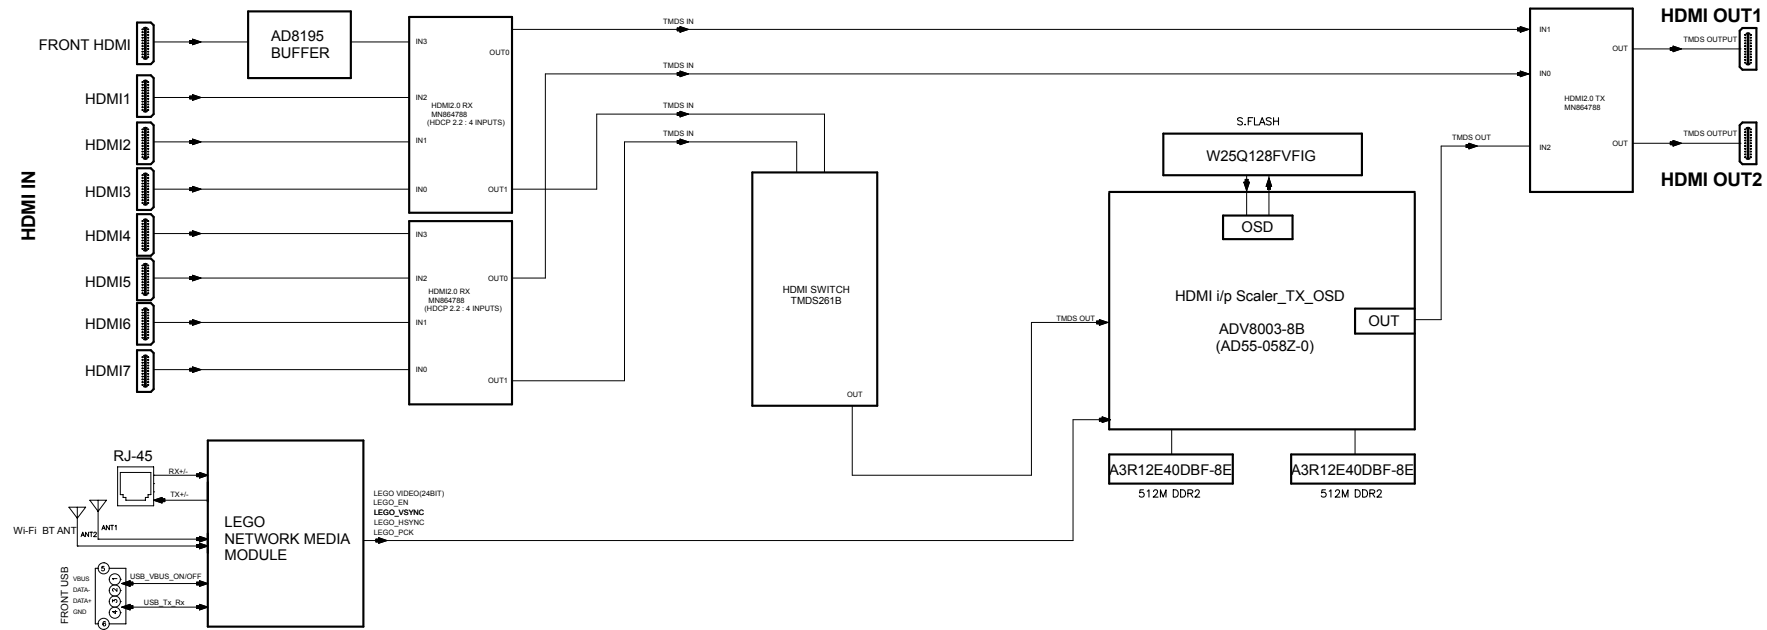 HDMI IN
FRONT HDMI
AD8195
BUFFER
HDMI1
HDMI2
HDMI3
HDMI4
HDMI5
HDMI6
HDMI7
IN3
OUT0
IN2
HDMI2.0 RX
MN864788
(HDCP 2.2 : 4 INPUTS)
IN1
IN0
OUT1
IN3
IN2
OUT0
HDMI2.0 RX
MN864788
(HDCP 2.2 : 4 INPUTS)
IN1
IN0
OUT1
TMDS IN
TMDS IN
TMDS IN
TMDS IN
HDMI SWITCH
TMDS261B
OUT
TMDS OUT
S.FLASH
W25Q128FVFIG
OSD
HDMI i/p Scaler_TX_OSD
ADV8003-8B
(AD55-058Z-0)
OUT
A3R12E40DBF-8E
512M DDR2
A3R12E40DBF-8E
512M DDR2
TMDS OUT
IN1
OUT
IN0
HDMI2.0 TX
MN864788
OUT
IN2
HDMI OUT1
TMDS OUTPUT
TMDS OUTPUT
HDMI OUT2
RJ-45
RX+/-
TX+/-
Wi-Fi BT ANT
ANT1
ANT2
LEGO
NETWORK MEDIA
MODULE
LEGO VIDEO(24BIT)
LEGO_EN
LEGO_VSYNC
LEGO_HSYNC
LEGO_PCK
FRONT USB
VBUS
DATA-
DATA+
GND
5
1
2
3
4
6
USB_VBUS_ON/OFF
USB_Tx_Rx